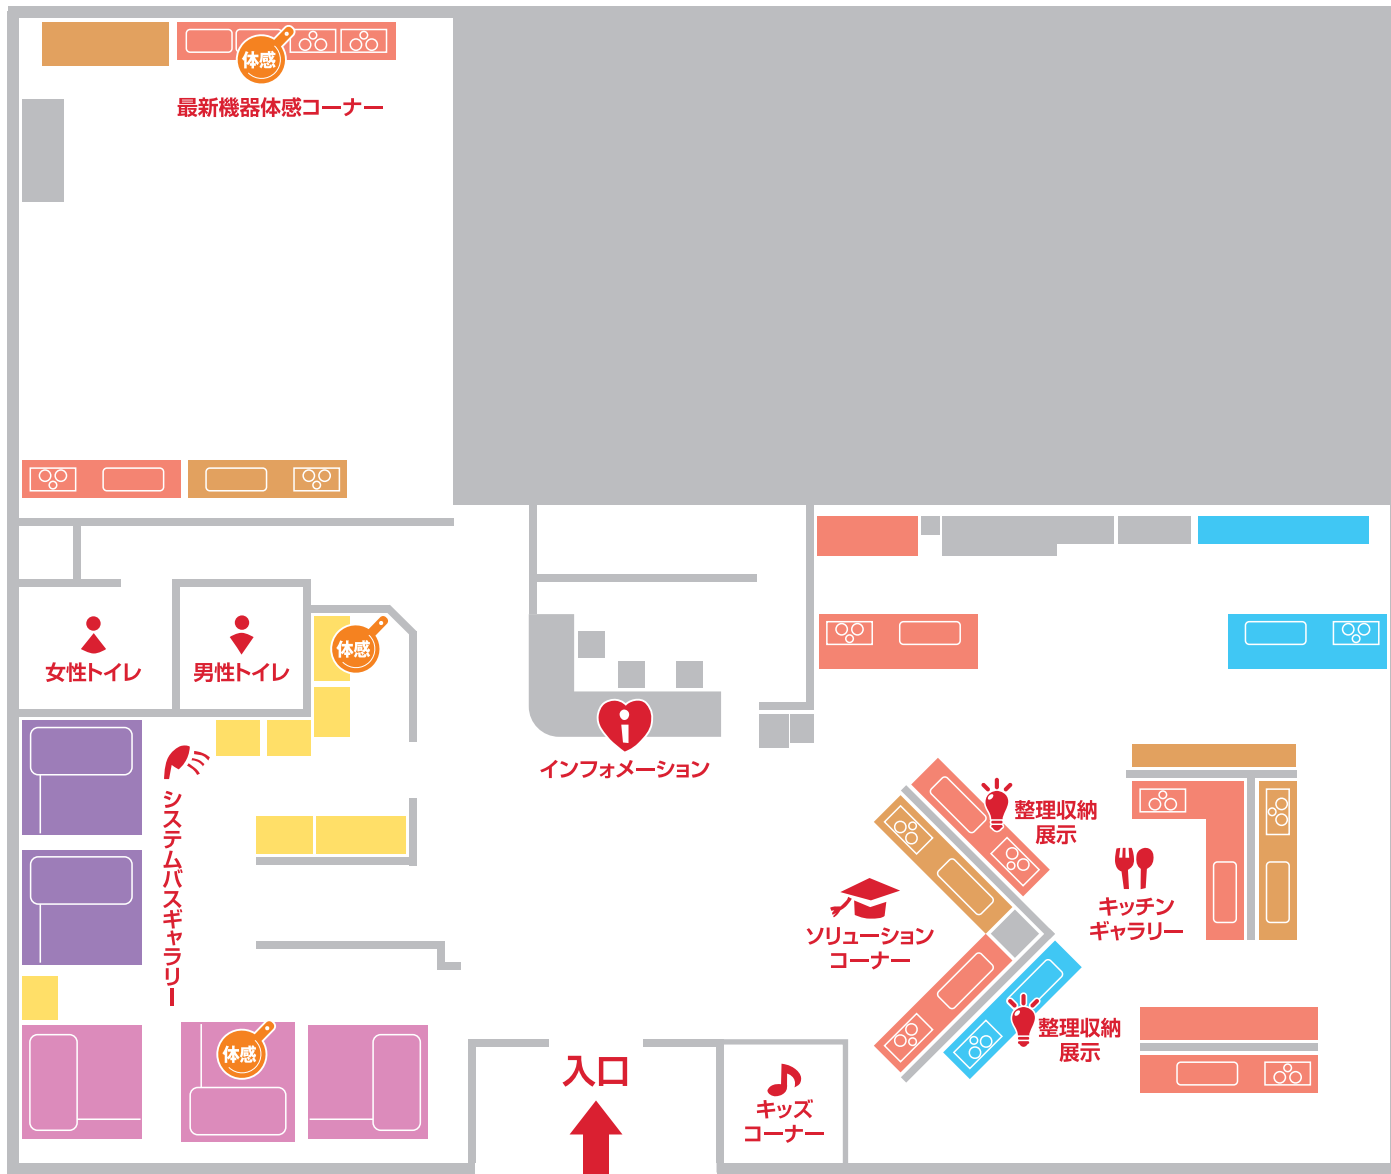 体感
最新機器体感コーナー
女性トイレ
男性トイレ
体感
システムバスギャラリー
インフォメーション
整理収納
展示
キッチン
ギャラリー
ソリューション
コーナー
整理収納
展示
体感
入口
キッズ
コーナー